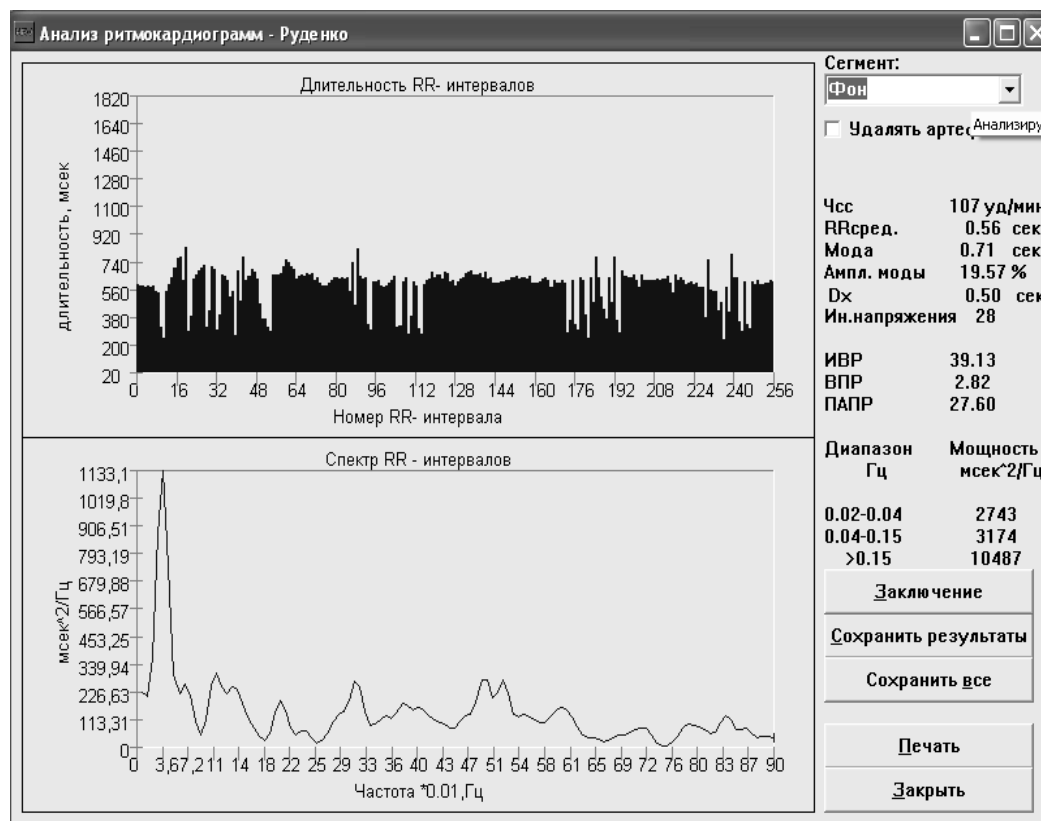 Анализ ритмокардиограмм - Руденко
Длительность RR- интервалов
1820
1640
1460
1280
1100
920
740
560
380
200
20
длительность, мсек
0 16 32 48 64 80 96 112 128 144 160 176 192 208 224 240 256
Номер RR- интервала
Спектр RR - интервалов
1133,1
1019,8
906,51
793,19
679,88
566,57
453,25
339,94
226,63
113,31
0
мсек^2/Гц
0 3,67,211 14 18 22 25 29 33 36 40 43 47 51 54 58 61 65 69 72 76 80 83 87 90
Частота *0.01,Гц
Сегмент:
Фон
Удалять артеф
Анализиру
Чсс 107 уд/мин
RRсред. 0.56 сек
Мода 0.71 сек
Ампл. моды 19.57 %
Dx 0.50 сек
Ин.напряжения 28
ИВР 39.13
ВПР 2.82
ПАПР 27.60
Диапазон Мощность
Гц мсек^2/Гц
0.02-0.04 2743
0.04-0.15 3174
>0.15 10487
Заключение
Сохранить результаты
Сохранить все
Печать
Закрыть